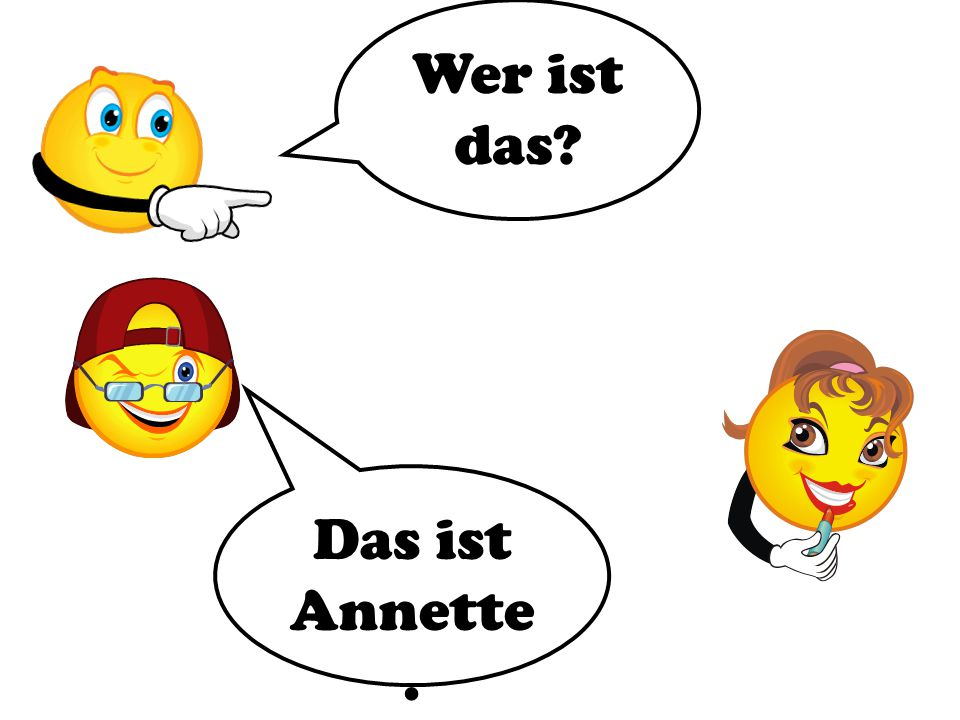 Wer ist
das?
Das ist
Annette
.